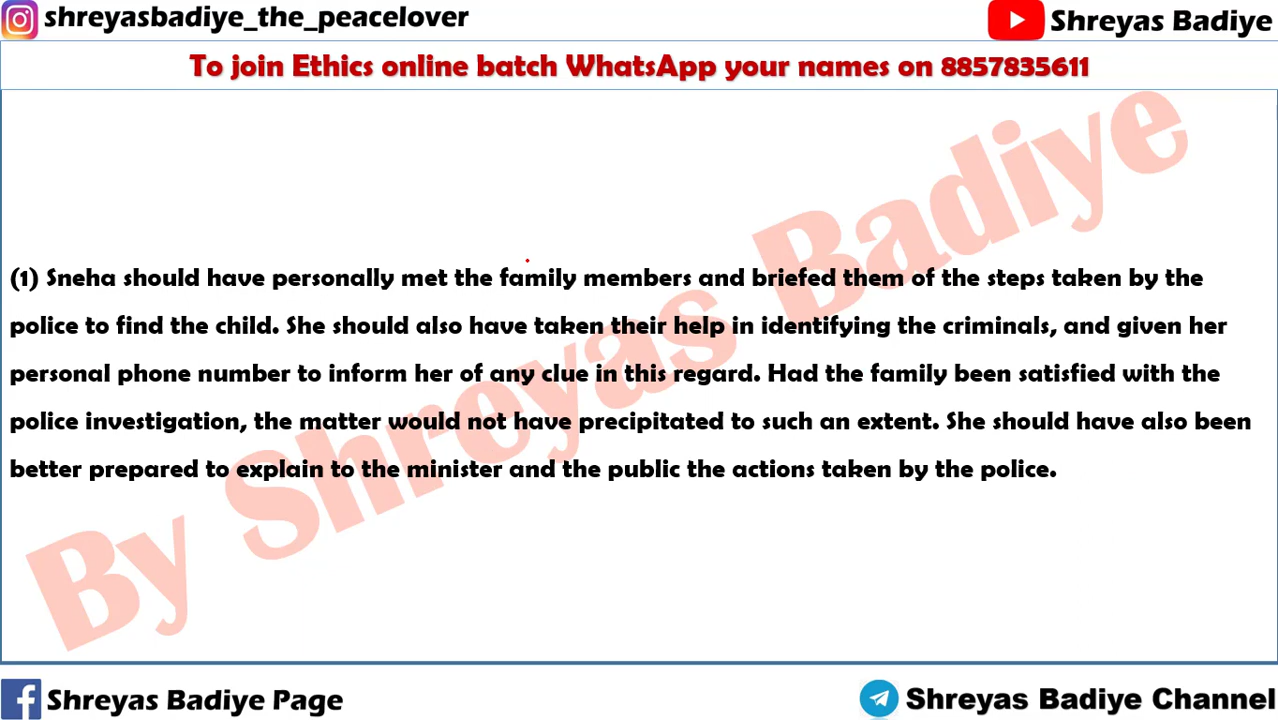 shreyasbadiye_the_peacelover
Shreyas Badiye
To join Ethics online batch WhatsApp your names on 8857835611
(1) Sneha should have personally met the family members and briefed them of the steps taken by the
police to find the child. She should also have taken their help in identifying the criminals, and given her
personal phone number to inform her of any clue in this regard. Had the family been satisfied with the
police investigation, the matter would not have precipitated to such an extent. She should have also been
better prepared to explain to the minister and the public the actions taken by the police.
By Shreyas Badiye
Shreyas Badiye Page
Shreyas Badiye Channel